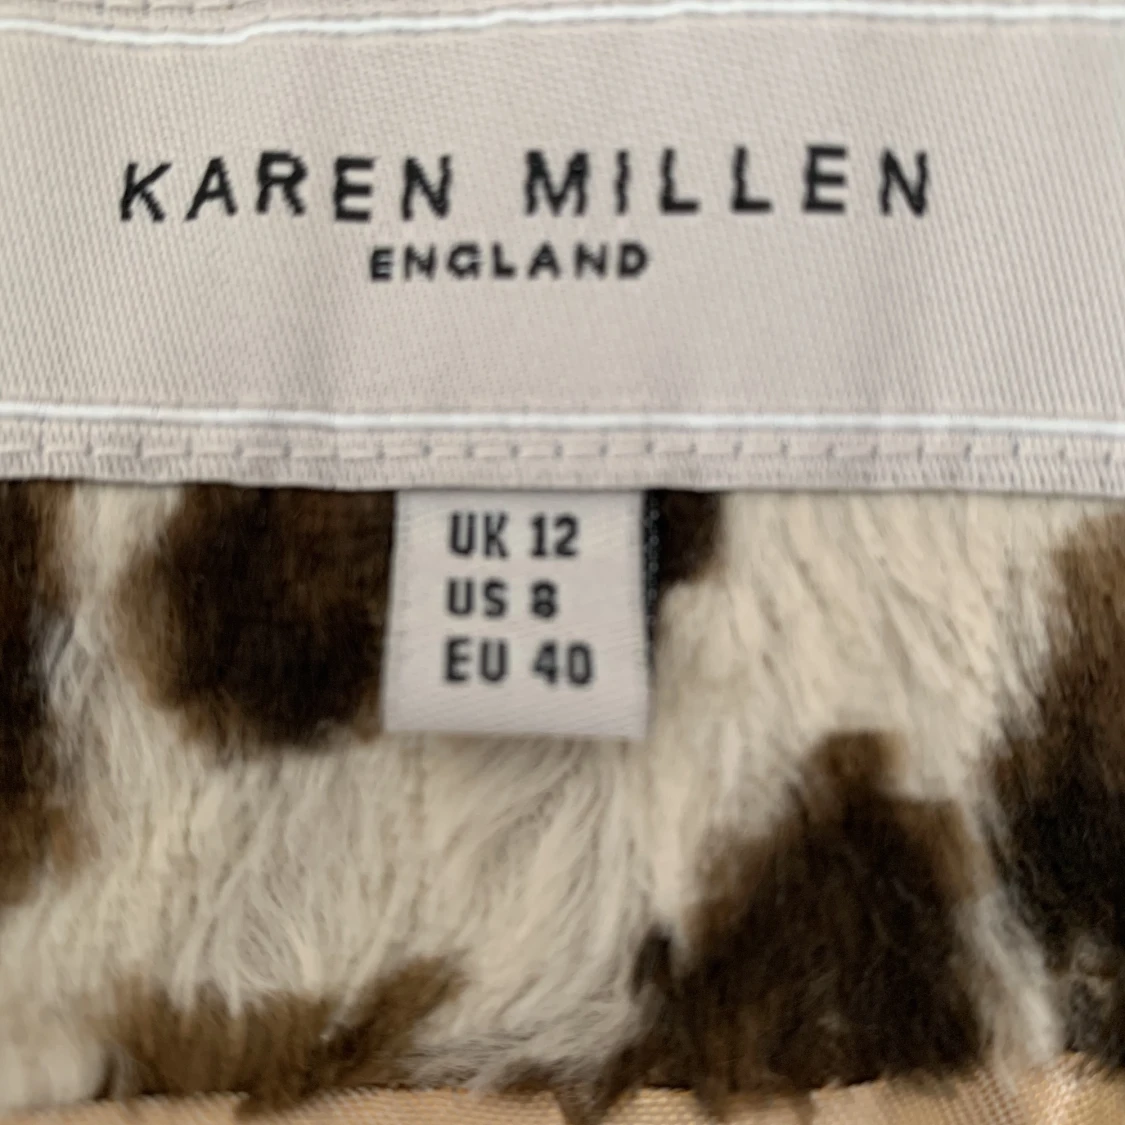 KAREN MILLEN
ENGLAND
UK 12
US 8
EU 40